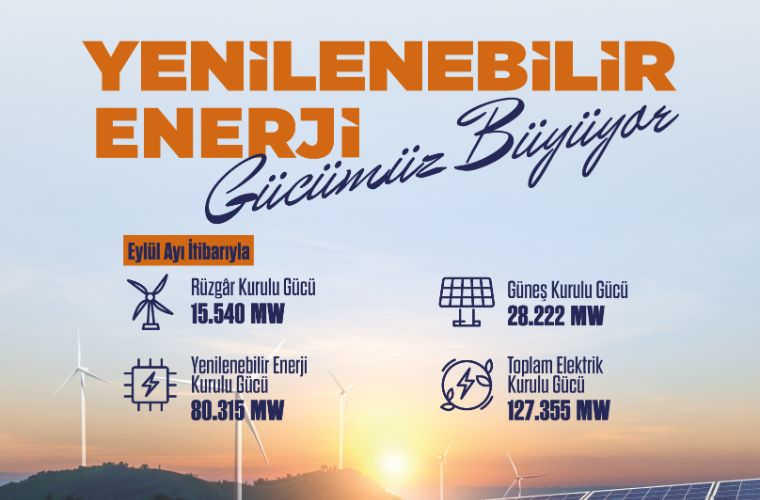 YENİLENEBİLİR
ENERJİ
Gücümüz Büyüyor
Eylül Ayı İtibarıyla
Rüzgâr Kurulu Gücü
15.540 MW
Güneş Kurulu Gücü
28.222 MW
Yenilenebilir Enerji
Kurulu Gücü
80.315 MW
Toplam Elektrik
Kurulu Gücü
127.355 MW